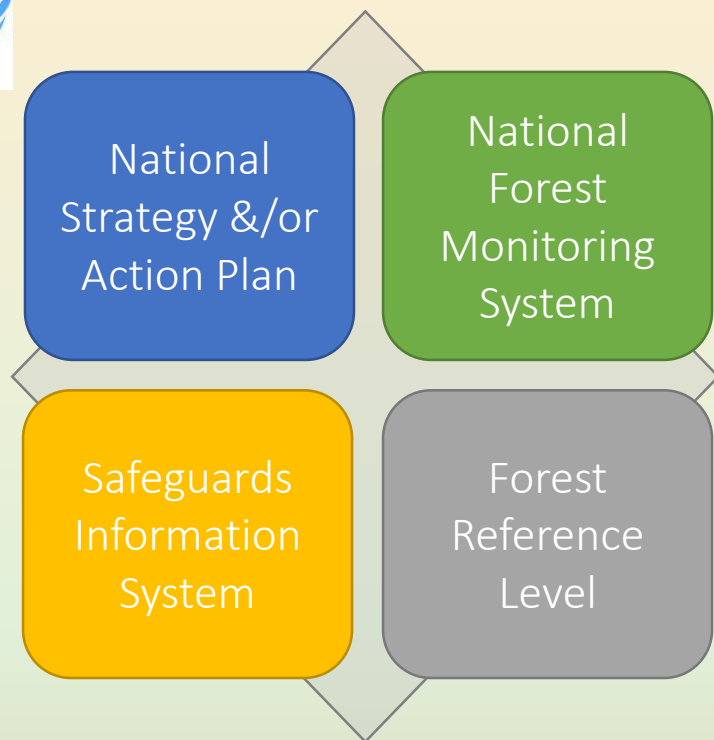 National
Strategy &/or
Action Plan
National
Forest
Monitoring
System
Safeguards
Information
System
Forest
Reference
Level